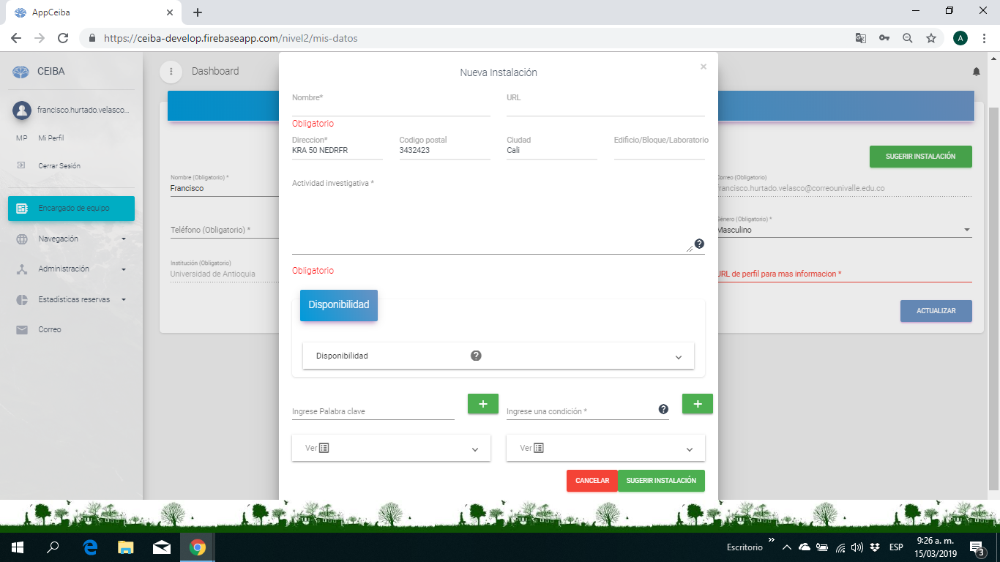 AppCeiba
https://ceiba-develop.firebaseapp.com/nivel2/mis-datos
A
CEIBA
Dashboard
francisco.hurtado.velasco...
MP Mi Perfil
Cerrar Sesión
Encargado de equipo
Navegación
Administración
Estadísticas reservas
Correo
Nombre (Obligatorio) *
Francisco
Teléfono (Obligatorio) *
Institución (Obligatorio)
Universidad de Antioquia
Nueva Instalación
×
Nombre*
URL
Obligatorio
Direccion*
KRA 50 NEDRFR
Codigo postal
3432423
Ciudad
Cali
Edificio/Bloque/Laboratorio
Actividad investigativa *
Obligatorio
Disponibilidad
Disponibilidad
Ingrese Palabra clave
+
Ingrese una condición *
+
Ver
Ver
CANCELAR
SUGERIR INSTALACIÓN
SUGERIR INSTALACIÓN
Correo (Obligatorio)
francisco.hurtado.velasco@correounivalle.edu.co
Género (Obligatorio) *
Masculino
URL de perfil para mas informacion *
ACTUALIZAR
Escritorio
ESP
9:26 a. m.
15/03/2019
3